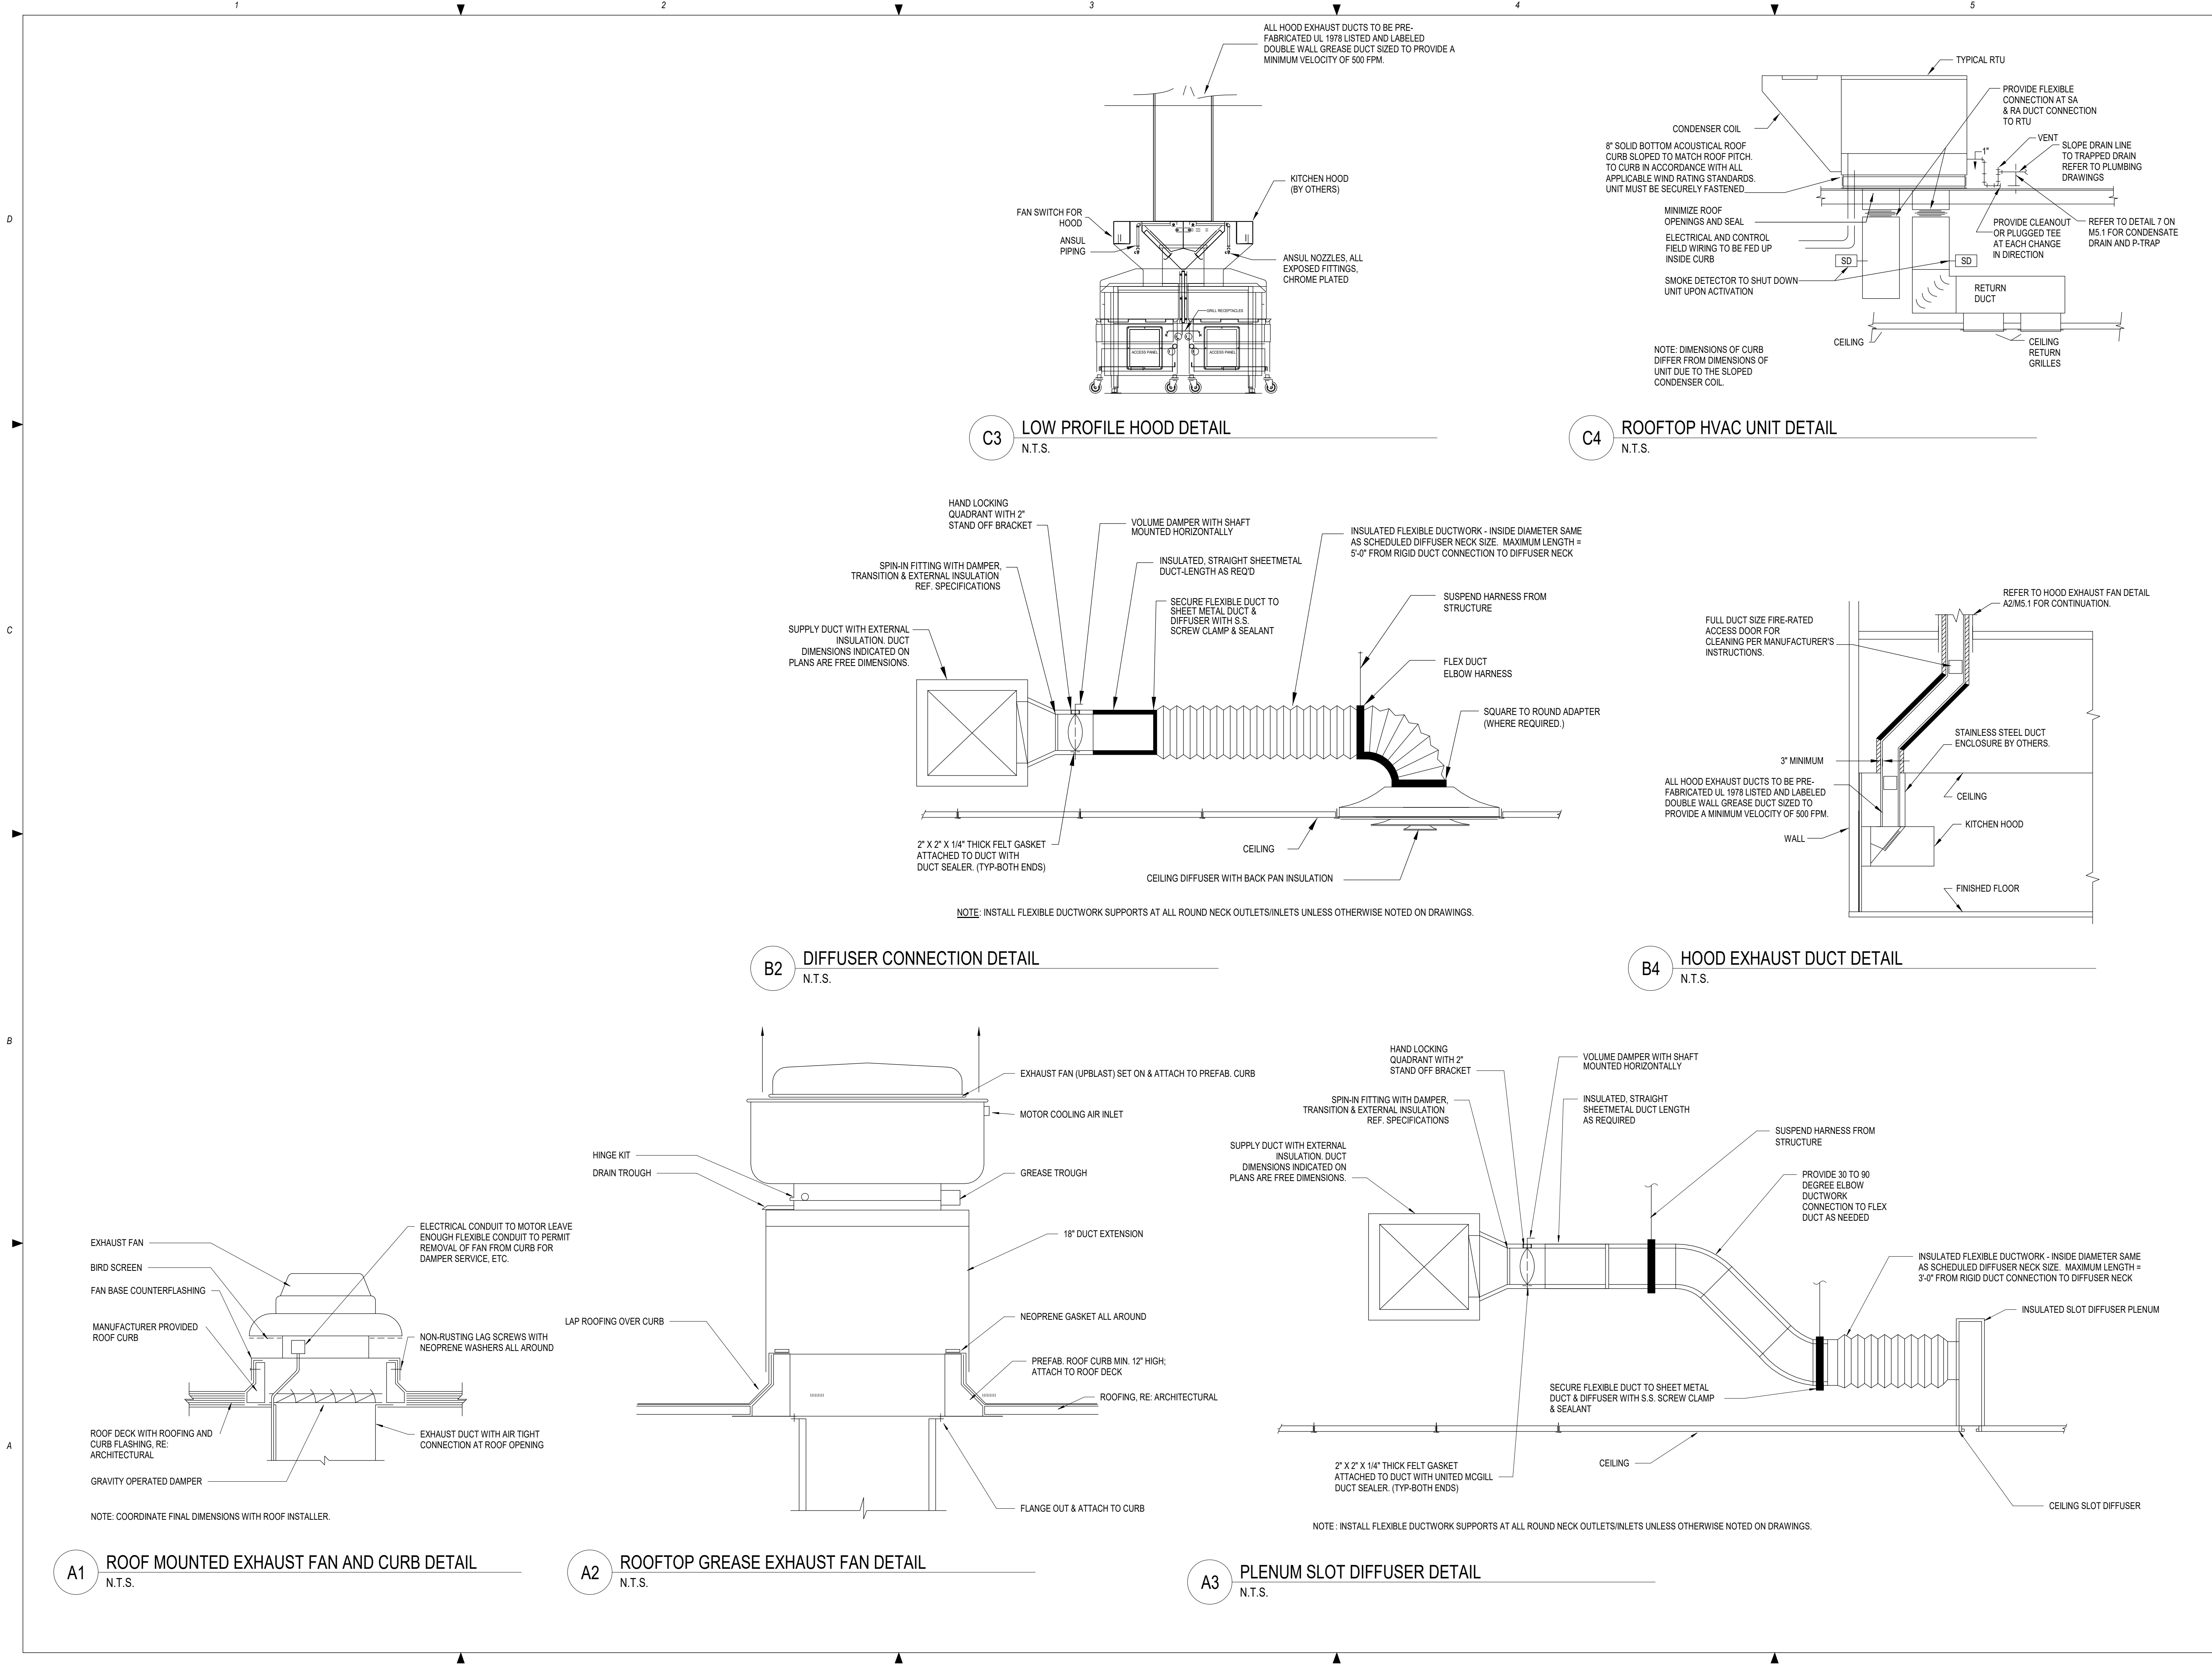 1
2
3
4
5
D
C
B
A
ALL HOOD EXHAUST DUCTS TO BE PRE-
FABRICATED UL 1978 LISTED AND LABELED
DOUBLE WALL GREASE DUCT SIZED TO PROVIDE A
MINIMUM VELOCITY OF 500 FPM.
KITCHEN HOOD
(BY OTHERS)
FAN SWITCH FOR
HOOD
ANSUL
PIPING
ANSUL NOZZLES, ALL
EXPOSED FITTINGS,
CHROME PLATED
GRILL RECEPTACLES
ACCESS PANEL
ACCESS PANEL
C3
LOW PROFILE HOOD DETAIL
N.T.S.
TYPICAL RTU
PROVIDE FLEXIBLE
CONNECTION AT SA
& RA DUCT CONNECTION
TO RTU
CONDENSER COIL
VENT
1"
8" SOLID BOTTOM ACOUSTICAL ROOF
CURB SLOPED TO MATCH ROOF PITCH.
TO CURB IN ACCORDANCE WITH ALL
APPLICABLE WIND RATING STANDARDS.
UNIT MUST BE SECURELY FASTENED
SLOPE DRAIN LINE
TO TRAPPED DRAIN
REFER TO PLUMBING
DRAWINGS
MINIMIZE ROOF
OPENINGS AND SEAL
ELECTRICAL AND CONTROL
FIELD WIRING TO BE FED UP
INSIDE CURB
PROVIDE CLEANOUT
OR PLUGGED TEE
AT EACH CHANGE
IN DIRECTION
REFER TO DETAIL 7 ON
M5.1 FOR CONDENSATE
DRAIN AND P-TRAP
SD
SD
SMOKE DETECTOR TO SHUT DOWN
UNIT UPON ACTIVATION
RETURN
DUCT
CEILING
CEILING
RETURN
GRILLES
NOTE: DIMENSIONS OF CURB
DIFFER FROM DIMENSIONS OF
UNIT DUE TO THE SLOPED
CONDENSER COIL.
C4
ROOFTOP HVAC UNIT DETAIL
N.T.S.
HAND LOCKING
QUADRANT WITH 2"
STAND OFF BRACKET
VOLUME DAMPER WITH SHAFT
MOUNTED HORIZONTALLY
INSULATED FLEXIBLE DUCTWORK - INSIDE DIAMETER SAME
AS SCHEDULED DIFFUSER NECK SIZE. MAXIMUM LENGTH =
5'-0" FROM RIGID DUCT CONNECTION TO DIFFUSER NECK
SPIN-IN FITTING WITH DAMPER,
TRANSITION & EXTERNAL INSULATION
REF. SPECIFICATIONS
INSULATED, STRAIGHT SHEETMETAL
DUCT-LENGTH AS REQ'D
SECURE FLEXIBLE DUCT TO
SHEET METAL DUCT &
DIFFUSER WITH S.S.
SCREW CLAMP & SEALANT
SUSPEND HARNESS FROM
STRUCTURE
SUPPLY DUCT WITH EXTERNAL
INSULATION. DUCT
DIMENSIONS INDICATED ON
PLANS ARE FREE DIMENSIONS.
FLEX DUCT
ELBOW HARNESS
SQUARE TO ROUND ADAPTER
(WHERE REQUIRED.)
2" X 2" X 1/4" THICK FELT GASKET
ATTACHED TO DUCT WITH
DUCT SEALER. (TYP-BOTH ENDS)
CEILING
CEILING DIFFUSER WITH BACK PAN INSULATION
NOTE: INSTALL FLEXIBLE DUCTWORK SUPPORTS AT ALL ROUND NECK OUTLETS/INLETS UNLESS OTHERWISE NOTED ON DRAWINGS.
B2
DIFFUSER CONNECTION DETAIL
N.T.S.
REFER TO HOOD EXHAUST FAN DETAIL
A2/M5.1 FOR CONTINUATION.
FULL DUCT SIZE FIRE-RATED
ACCESS DOOR FOR
CLEANING PER MANUFACTURER'S
INSTRUCTIONS.
STAINLESS STEEL DUCT
ENCLOSURE BY OTHERS.
3" MINIMUM
ALL HOOD EXHAUST DUCTS TO BE PRE-
FABRICATED UL 1978 LISTED AND LABELED
DOUBLE WALL GREASE DUCT SIZED TO
PROVIDE A MINIMUM VELOCITY OF 500 FPM.
CEILING
WALL
KITCHEN HOOD
FINISHED FLOOR
B4
HOOD EXHAUST DUCT DETAIL
N.T.S.
EXHAUST FAN
BIRD SCREEN
FAN BASE COUNTERFLASHING
MANUFACTURER PROVIDED
ROOF CURB
ELECTRICAL CONDUIT TO MOTOR LEAVE
ENOUGH FLEXIBLE CONDUIT TO PERMIT
REMOVAL OF FAN FROM CURB FOR
DAMPER SERVICE, ETC.
NON-RUSTING LAG SCREWS WITH
NEOPRENE WASHERS ALL AROUND
ROOF DECK WITH ROOFING AND
CURB FLASHING, RE:
ARCHITECTURAL
EXHAUST DUCT WITH AIR TIGHT
CONNECTION AT ROOF OPENING
GRAVITY OPERATED DAMPER
NOTE: COORDINATE FINAL DIMENSIONS WITH ROOF INSTALLER.
A1
ROOF MOUNTED EXHAUST FAN AND CURB DETAIL
N.T.S.
EXHAUST FAN (UPBLAST) SET ON & ATTACH TO PREFAB. CURB
MOTOR COOLING AIR INLET
HINGE KIT
DRAIN TROUGH
GREASE TROUGH
18" DUCT EXTENSION
LAP ROOFING OVER CURB
NEOPRENE GASKET ALL AROUND
PREFAB. ROOF CURB MIN. 12" HIGH;
ATTACH TO ROOF DECK
ROOFING, RE: ARCHITECTURAL
FLANGE OUT & ATTACH TO CURB
A2
ROOFTOP GREASE EXHAUST FAN DETAIL
N.T.S.
HAND LOCKING
QUADRANT WITH 2"
STAND OFF BRACKET
VOLUME DAMPER WITH SHAFT
MOUNTED HORIZONTALLY
SPIN-IN FITTING WITH DAMPER,
TRANSITION & EXTERNAL INSULATION
REF. SPECIFICATIONS
INSULATED, STRAIGHT
SHEETMETAL DUCT LENGTH
AS REQUIRED
SUSPEND HARNESS FROM
STRUCTURE
SUPPLY DUCT WITH EXTERNAL
INSULATION. DUCT
DIMENSIONS INDICATED ON
PLANS ARE FREE DIMENSIONS.
PROVIDE 30 TO 90
DEGREE ELBOW
DUCTWORK
CONNECTION TO FLEX
DUCT AS NEEDED
INSULATED FLEXIBLE DUCTWORK - INSIDE DIAMETER SAME
AS SCHEDULED DIFFUSER NECK SIZE. MAXIMUM LENGTH =
3'-0" FROM RIGID DUCT CONNECTION TO DIFFUSER NECK
INSULATED SLOT DIFFUSER PLENUM
SECURE FLEXIBLE DUCT TO SHEET METAL
DUCT & DIFFUSER WITH S.S. SCREW CLAMP
& SEALANT
2" X 2" X 1/4" THICK FELT GASKET
ATTACHED TO DUCT WITH UNITED MCGILL
DUCT SEALER. (TYP-BOTH ENDS)
CEILING
CEILING SLOT DIFFUSER
NOTE : INSTALL FLEXIBLE DUCTWORK SUPPORTS AT ALL ROUND NECK OUTLETS/INLETS UNLESS OTHERWISE NOTED ON DRAWINGS.
A3
PLENUM SLOT DIFFUSER DETAIL
N.T.S.